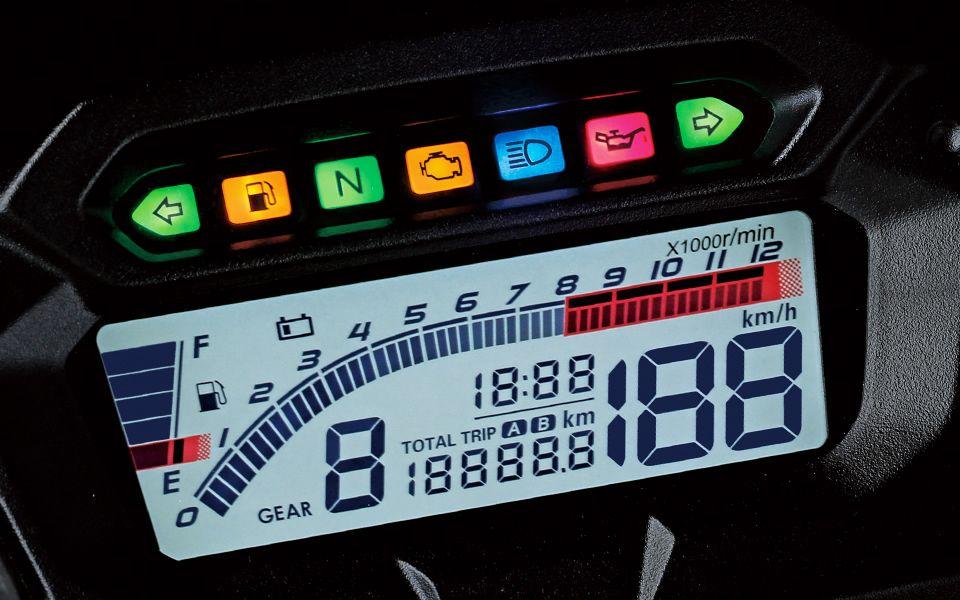 N
X1000r/min
0 1 2 3 4 5 6 7 8 9 10 11 12
F
E
km/h
18:88
188
TOTAL TRIP A B km
18888.8
GEAR 8